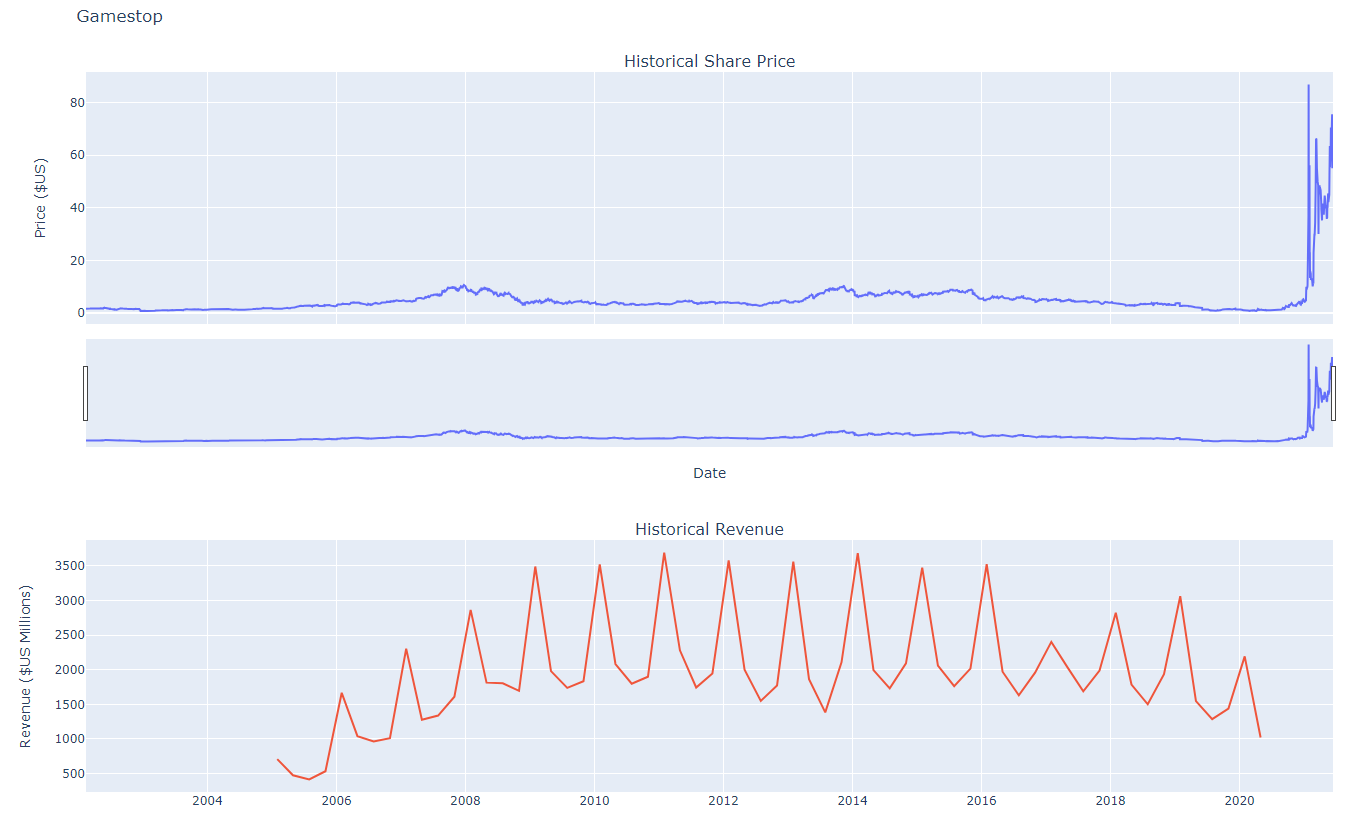 Gamestop
Historical Share Price
Price ($US)
80
60
40
20
0
Date
Historical Revenue
Revenue ($US Millions)
3500
3000
2500
2000
1500
1000
500
2004 2006 2008 2010 2012 2014 2016 2018 2020